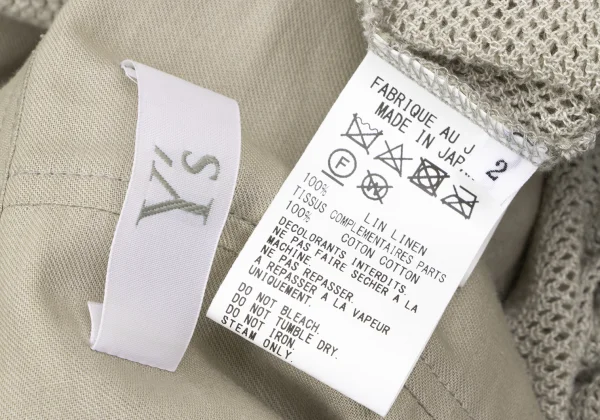 Y's
FABRIQUE AU J
MADE IN JAP
2
F
W
100% LIN LINEN
TISSUS COMPLEMENTAIRES PARTS
100% COTON COTTON
DECOLORANTS INTERDITS.
NE PAS FAIRE SECHER A LA
MACHINE.
NE PAS REPASSER.
A REPASSER A LA VAPEUR
UNIQUEMENT.
DO NOT BLEACH.
DO NOT TUMBLE DRY.
DO NOT IRON.
STEAM ONLY.